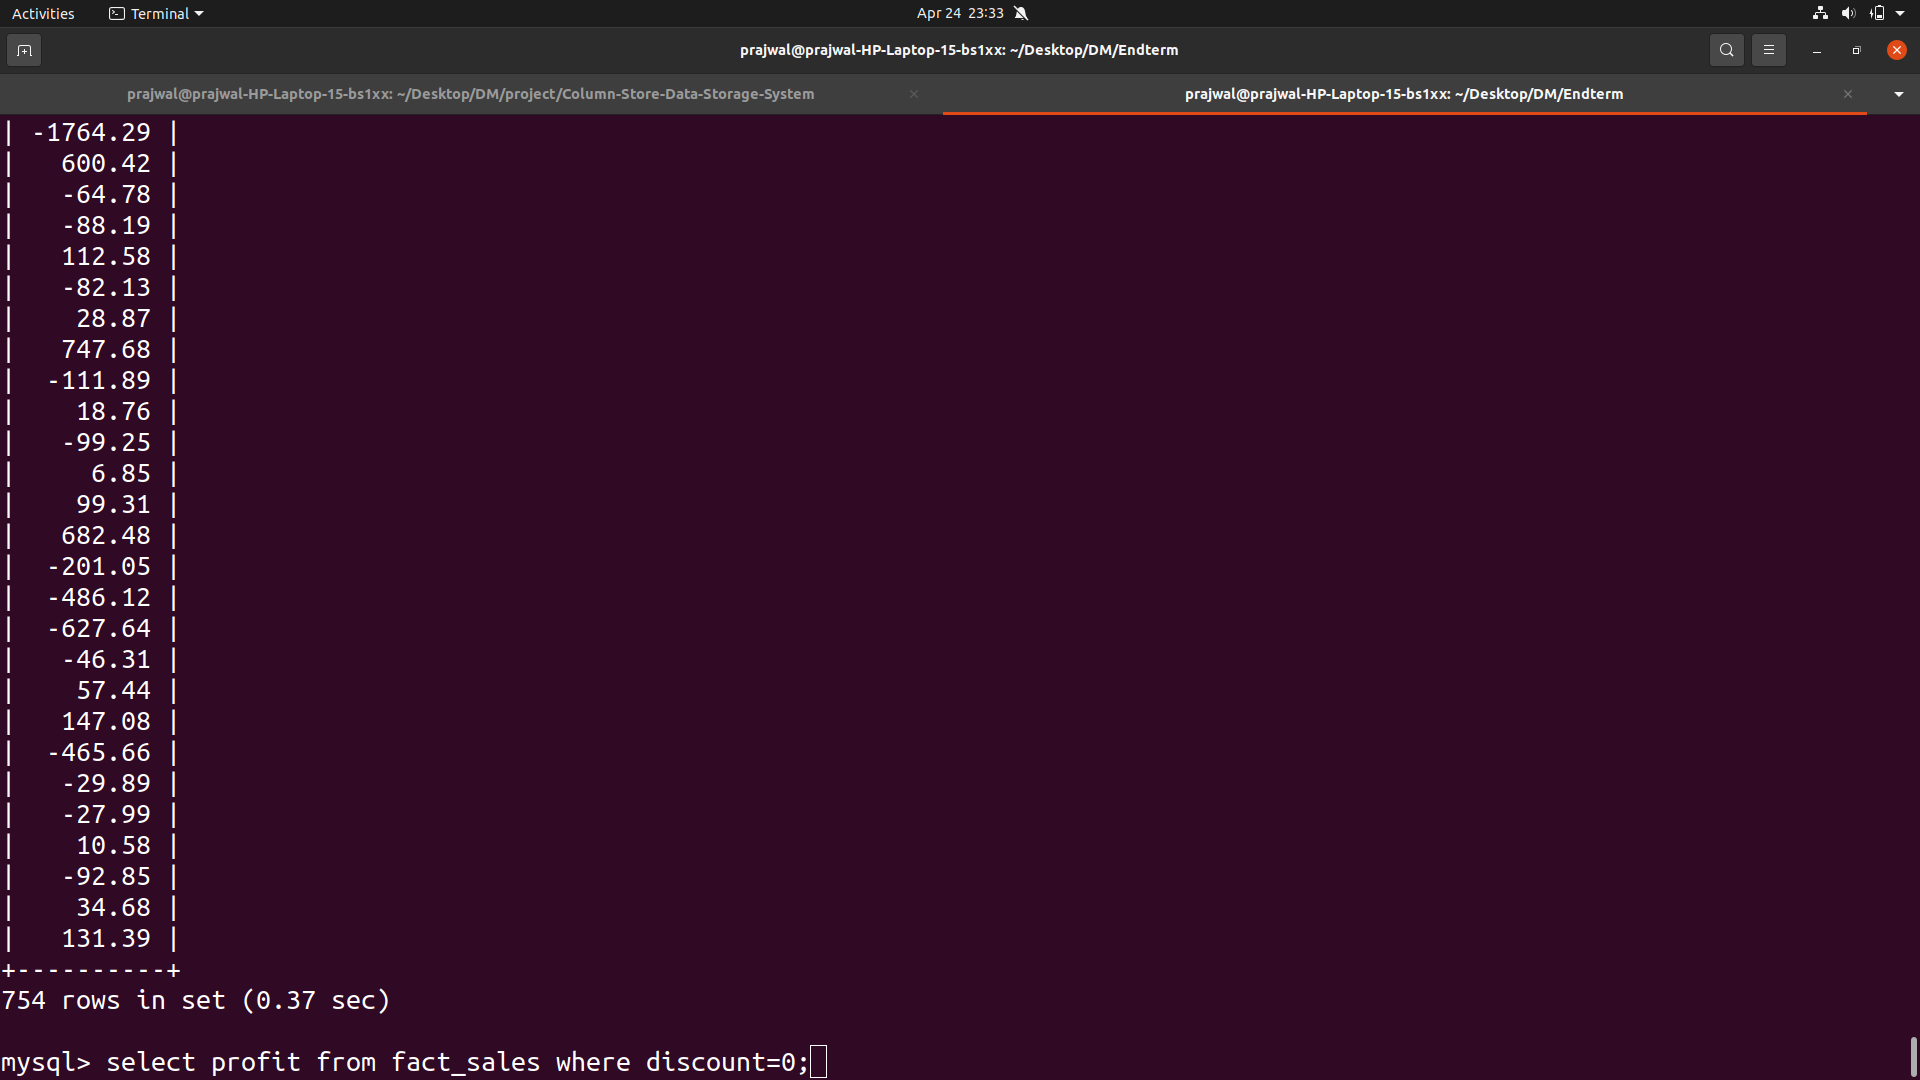 Activities Terminal Apr 24 23:33
prajwal@prajwal-HP-Laptop-15-bs1xx: ~/Desktop/DM/Endterm
prajwal@prajwal-HP-Laptop-15-bs1xx: ~/Desktop/DM/project/Column-Store-Data-Storage-System × prajwal@prajwal-HP-Laptop-15-bs1xx: ~/Desktop/DM/Endterm ×
| -1764.29 |
|   600.42 |
|   -64.78 |
|   -88.19 |
|   112.58 |
|   -82.13 |
|    28.87 |
|   747.68 |
|  -111.89 |
|    18.76 |
|   -99.25 |
|     6.85 |
|    99.31 |
|   682.48 |
|  -201.05 |
|  -486.12 |
|  -627.64 |
|   -46.31 |
|    57.44 |
|   147.08 |
|  -465.66 |
|   -29.89 |
|   -27.99 |
|    10.58 |
|   -92.85 |
|    34.68 |
|   131.39 |
+----------+
754 rows in set (0.37 sec)
mysql> select profit from fact_sales where discount=0;